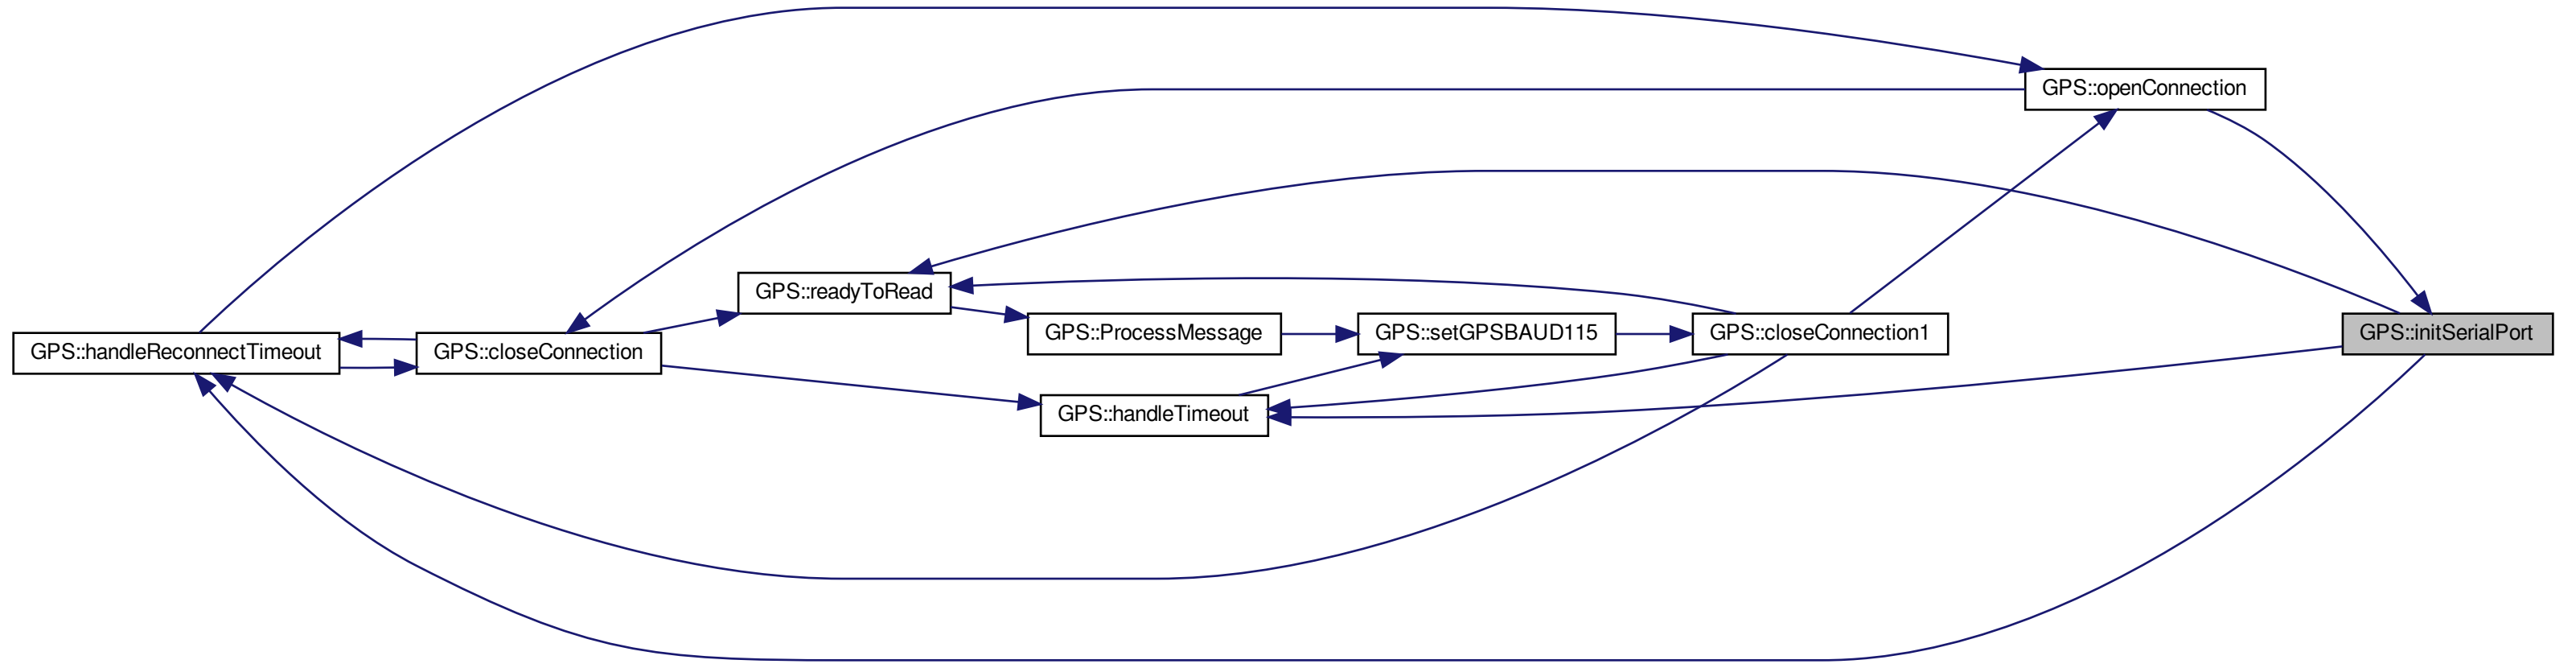 GPS::openConnection
GPS::readyToRead
GPS::ProcessMessage
GPS::setGPSBAUD115
GPS::closeConnection1
GPS::initSerialPort
GPS::handleReconnectTimeout
GPS::closeConnection
GPS::handleTimeout